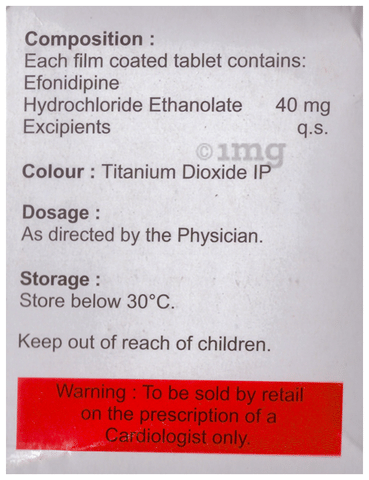 Composition :
Each film coated tablet contains:
Efonidipine
Hydrochloride Ethanolate 40 mg
Excipients q.s.
©1mg
Colour : Titanium Dioxide IP
Dosage :
As directed by the Physician.
Storage :
Store below 30°C.
Keep out of reach of children.
Warning : To be sold by retail
on the prescription of a
Cardiologist only.